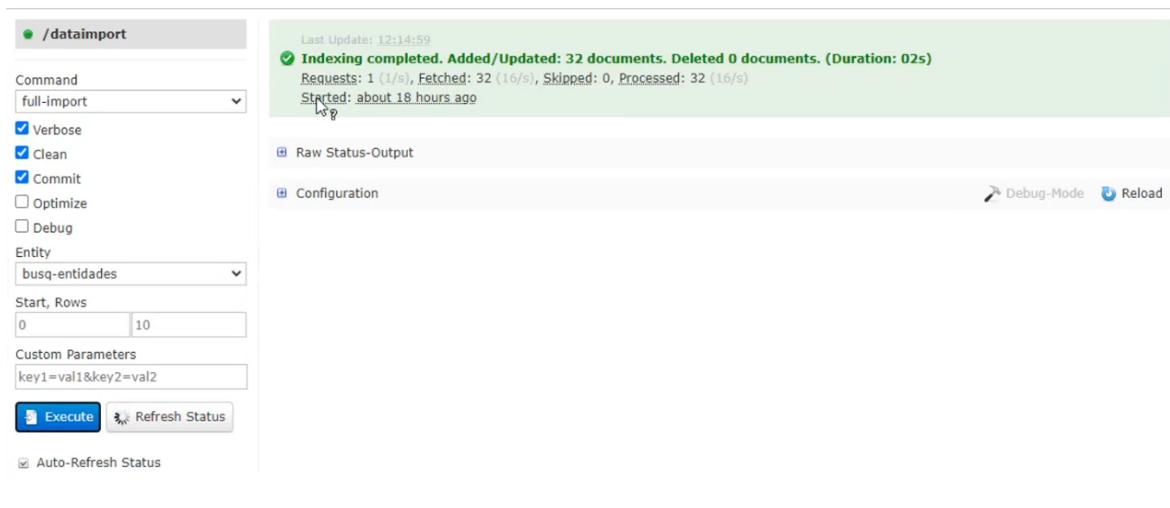 /dataimport
Command
full-import
Verbose
Clean
Commit
Optimize
Debug
Entity
busq-entidades
Start, Rows
0 10
Custom Parameters
key1=val1&key2=val2
Execute Refresh Status
Auto-Refresh Status
Last Update: 12:14:59
Indexing completed. Added/Updated: 32 documents. Deleted 0 documents. (Duration: 02s)
Requests: 1 (1/s), Fetched: 32 (16/s), Skipped: 0, Processed: 32 (16/s)
Started: about 18 hours ago
Raw Status-Output
Configuration Debug-Mode Reload